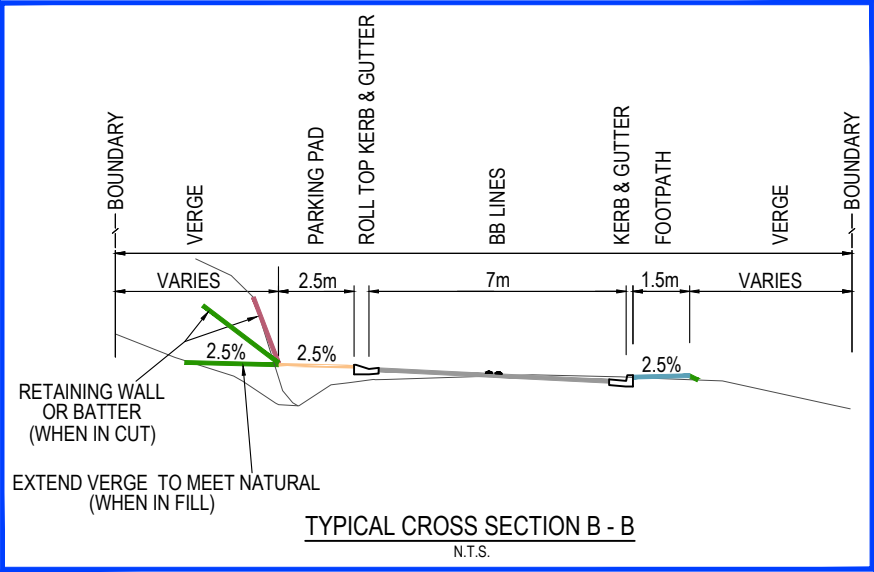 BOUNDARY
VERGE
PARKING PAD
ROLL TOP KERB & GUTTER
BB LINES
KERB & GUTTER
FOOTPATH
VERGE
BOUNDARY
VARIES
2.5m
7m
1.5m
VARIES
2.5%
2.5%
2.5%
RETAINING WALL
OR BATTER
(WHEN IN CUT)
EXTEND VERGE TO MEET NATURAL
(WHEN IN FILL)
TYPICAL CROSS SECTION B - B
N.T.S.